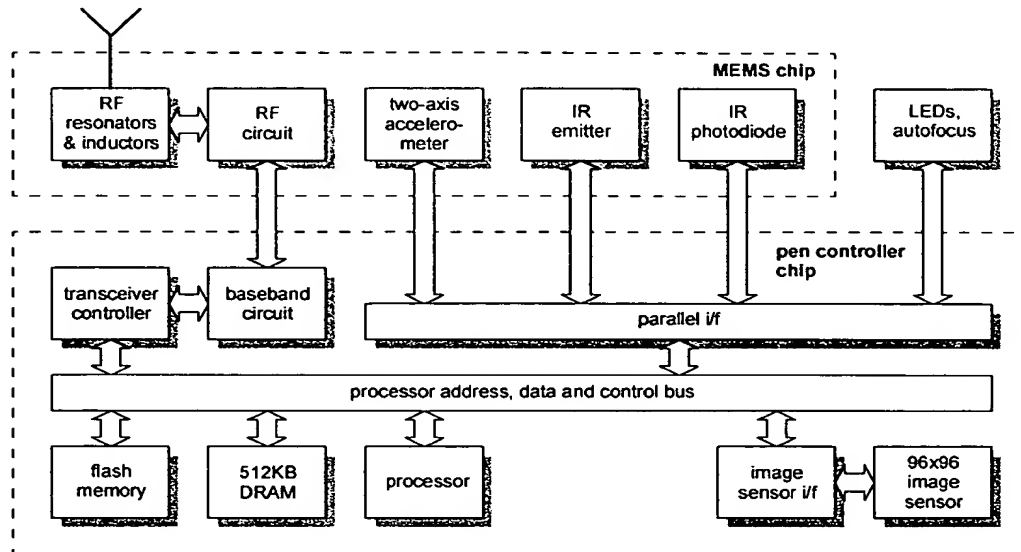 MEMS chip
RF
resonators
& inductors
RF
circuit
two-axis
accelero-
meter
IR
emitter
IR
photodiode
LEDs,
autofocus
pen controller
chip
transceiver
controller
baseband
circuit
parallel i/f
processor address, data and control bus
flash
memory
512KB
DRAM
processor
image
sensor i/f
96x96
image
sensor